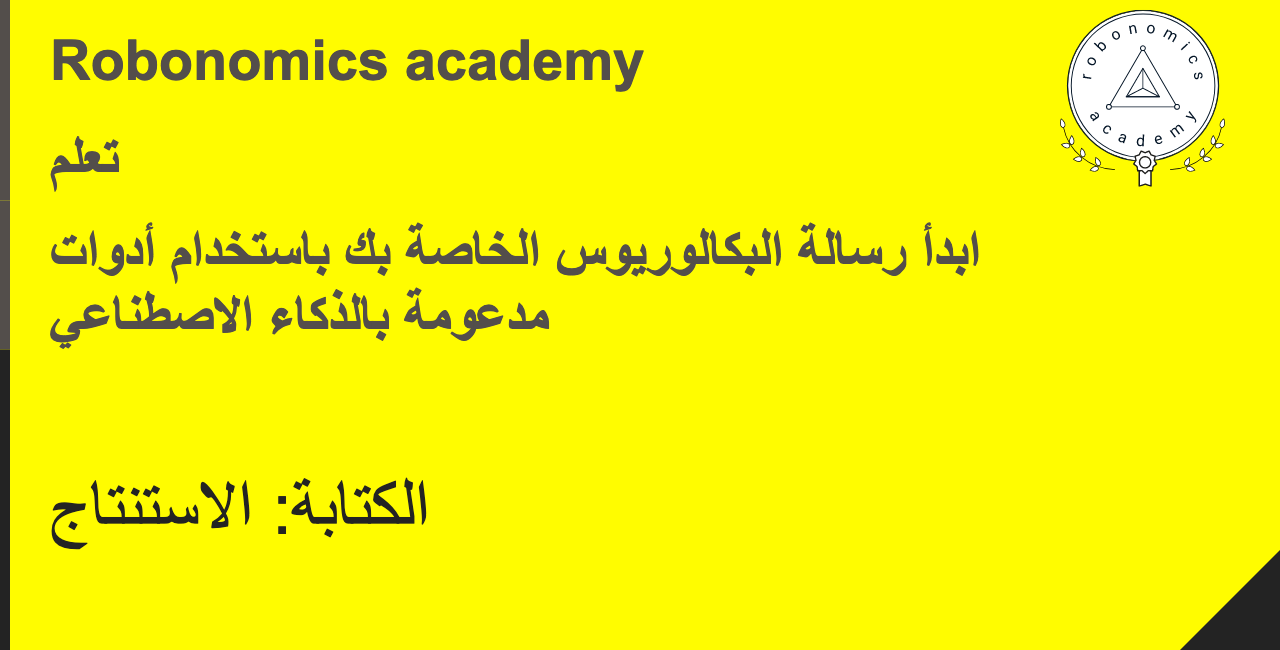 Robonomics academy
robonomics
academy
تعلم
ابدأ رسالة البكالوريوس الخاصة بك باستخدام أدوات
مدعومة بالذكاء الاصطناعي
الكتابة: الاستنتاج